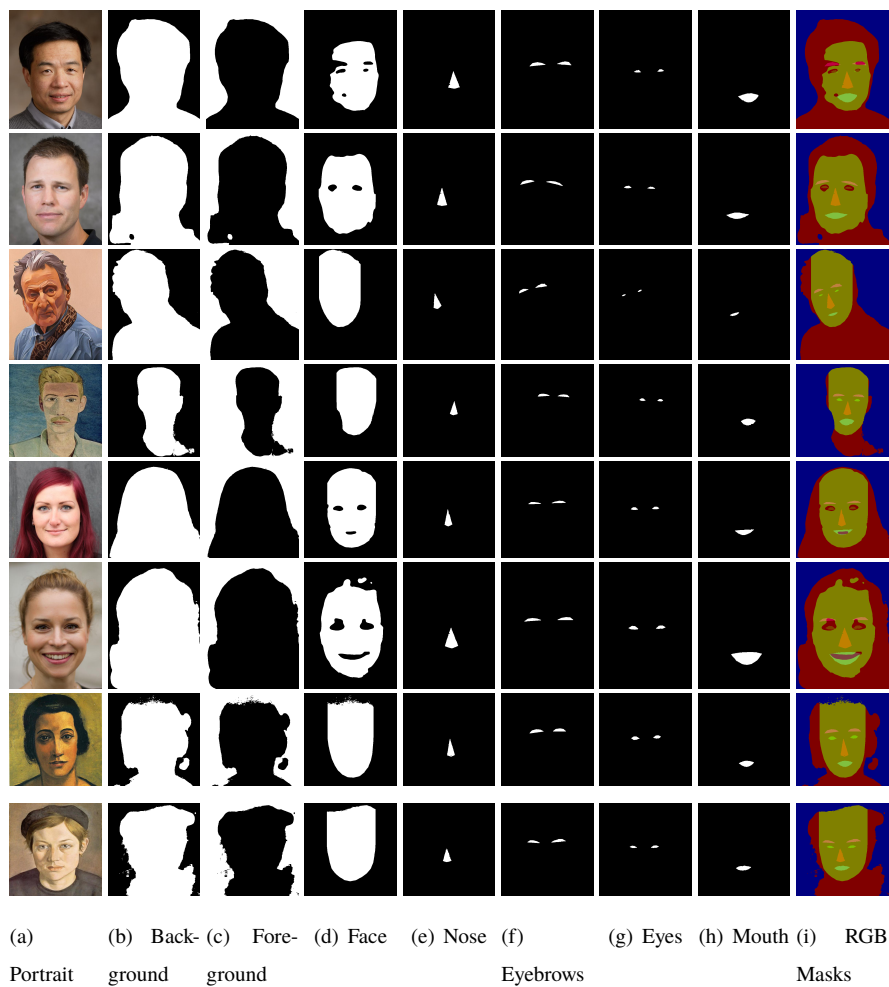 (a) (b) Back- (c) Fore- (d) Face (e) Nose (f) (g) Eyes (h) Mouth (i) RGB
Portrait ground ground Eyebrows Masks